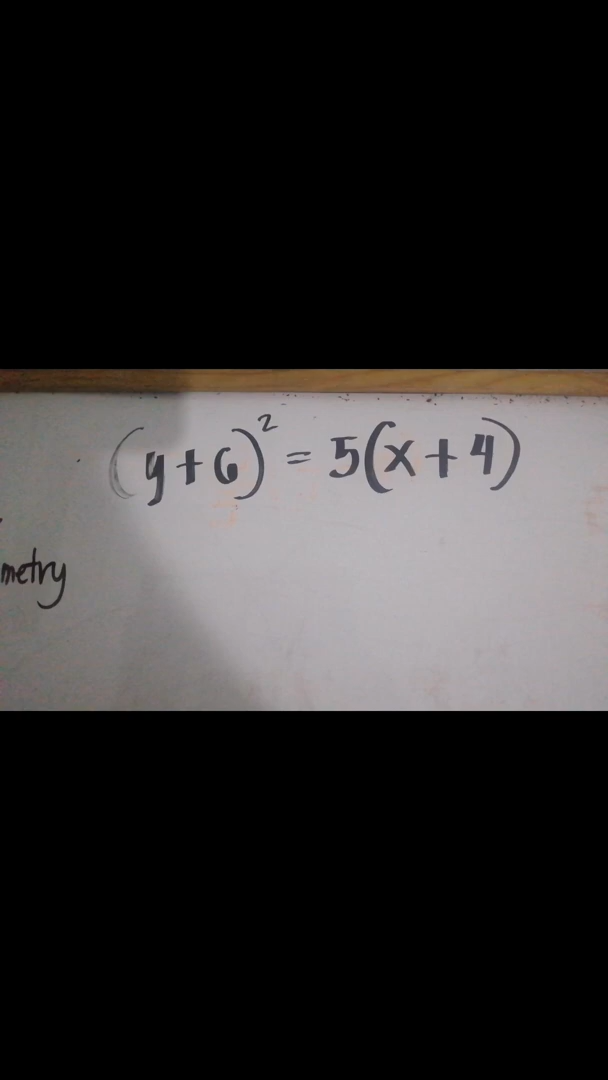 (y+6)² = 5(x+4)
metry